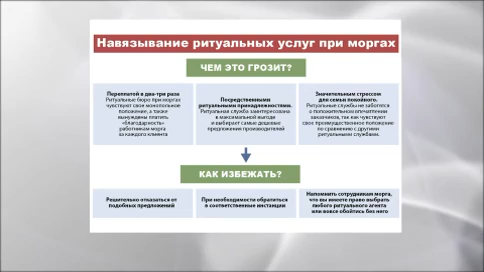 Навязывание ритуальных услуг при моргах
ЧЕМ ЭТО ГРОЗИТ?
Переплатой в два-три раза
Ритуальные бюро при моргах
чувствуют свое монопольное
положение, а также
вынуждены платить
«благодарность»
работникам морга
за каждого клиента
Посредственными
ритуальными принадлежностями.
Ритуальная служба заинтересована
в максимальной выгоде
и выбирает самые дешевые
предложения производителей
Значительным стрессом
для семьи покойного.
Ритуальные службы не заботятся
о положительном впечатлении
заказчиков, так как чувствуют
свое преимущественное положение
по сравнению с другими
ритуальными службами.
КАК ИЗБЕЖАТЬ?
Решительно отказаться от
подобных предложений
При необходимости обратиться
в соответственные инстанции
Напомнить сотрудникам морга,
что вы имеете право выбрать
любого ритуального агента
или вовсе обойтись без него